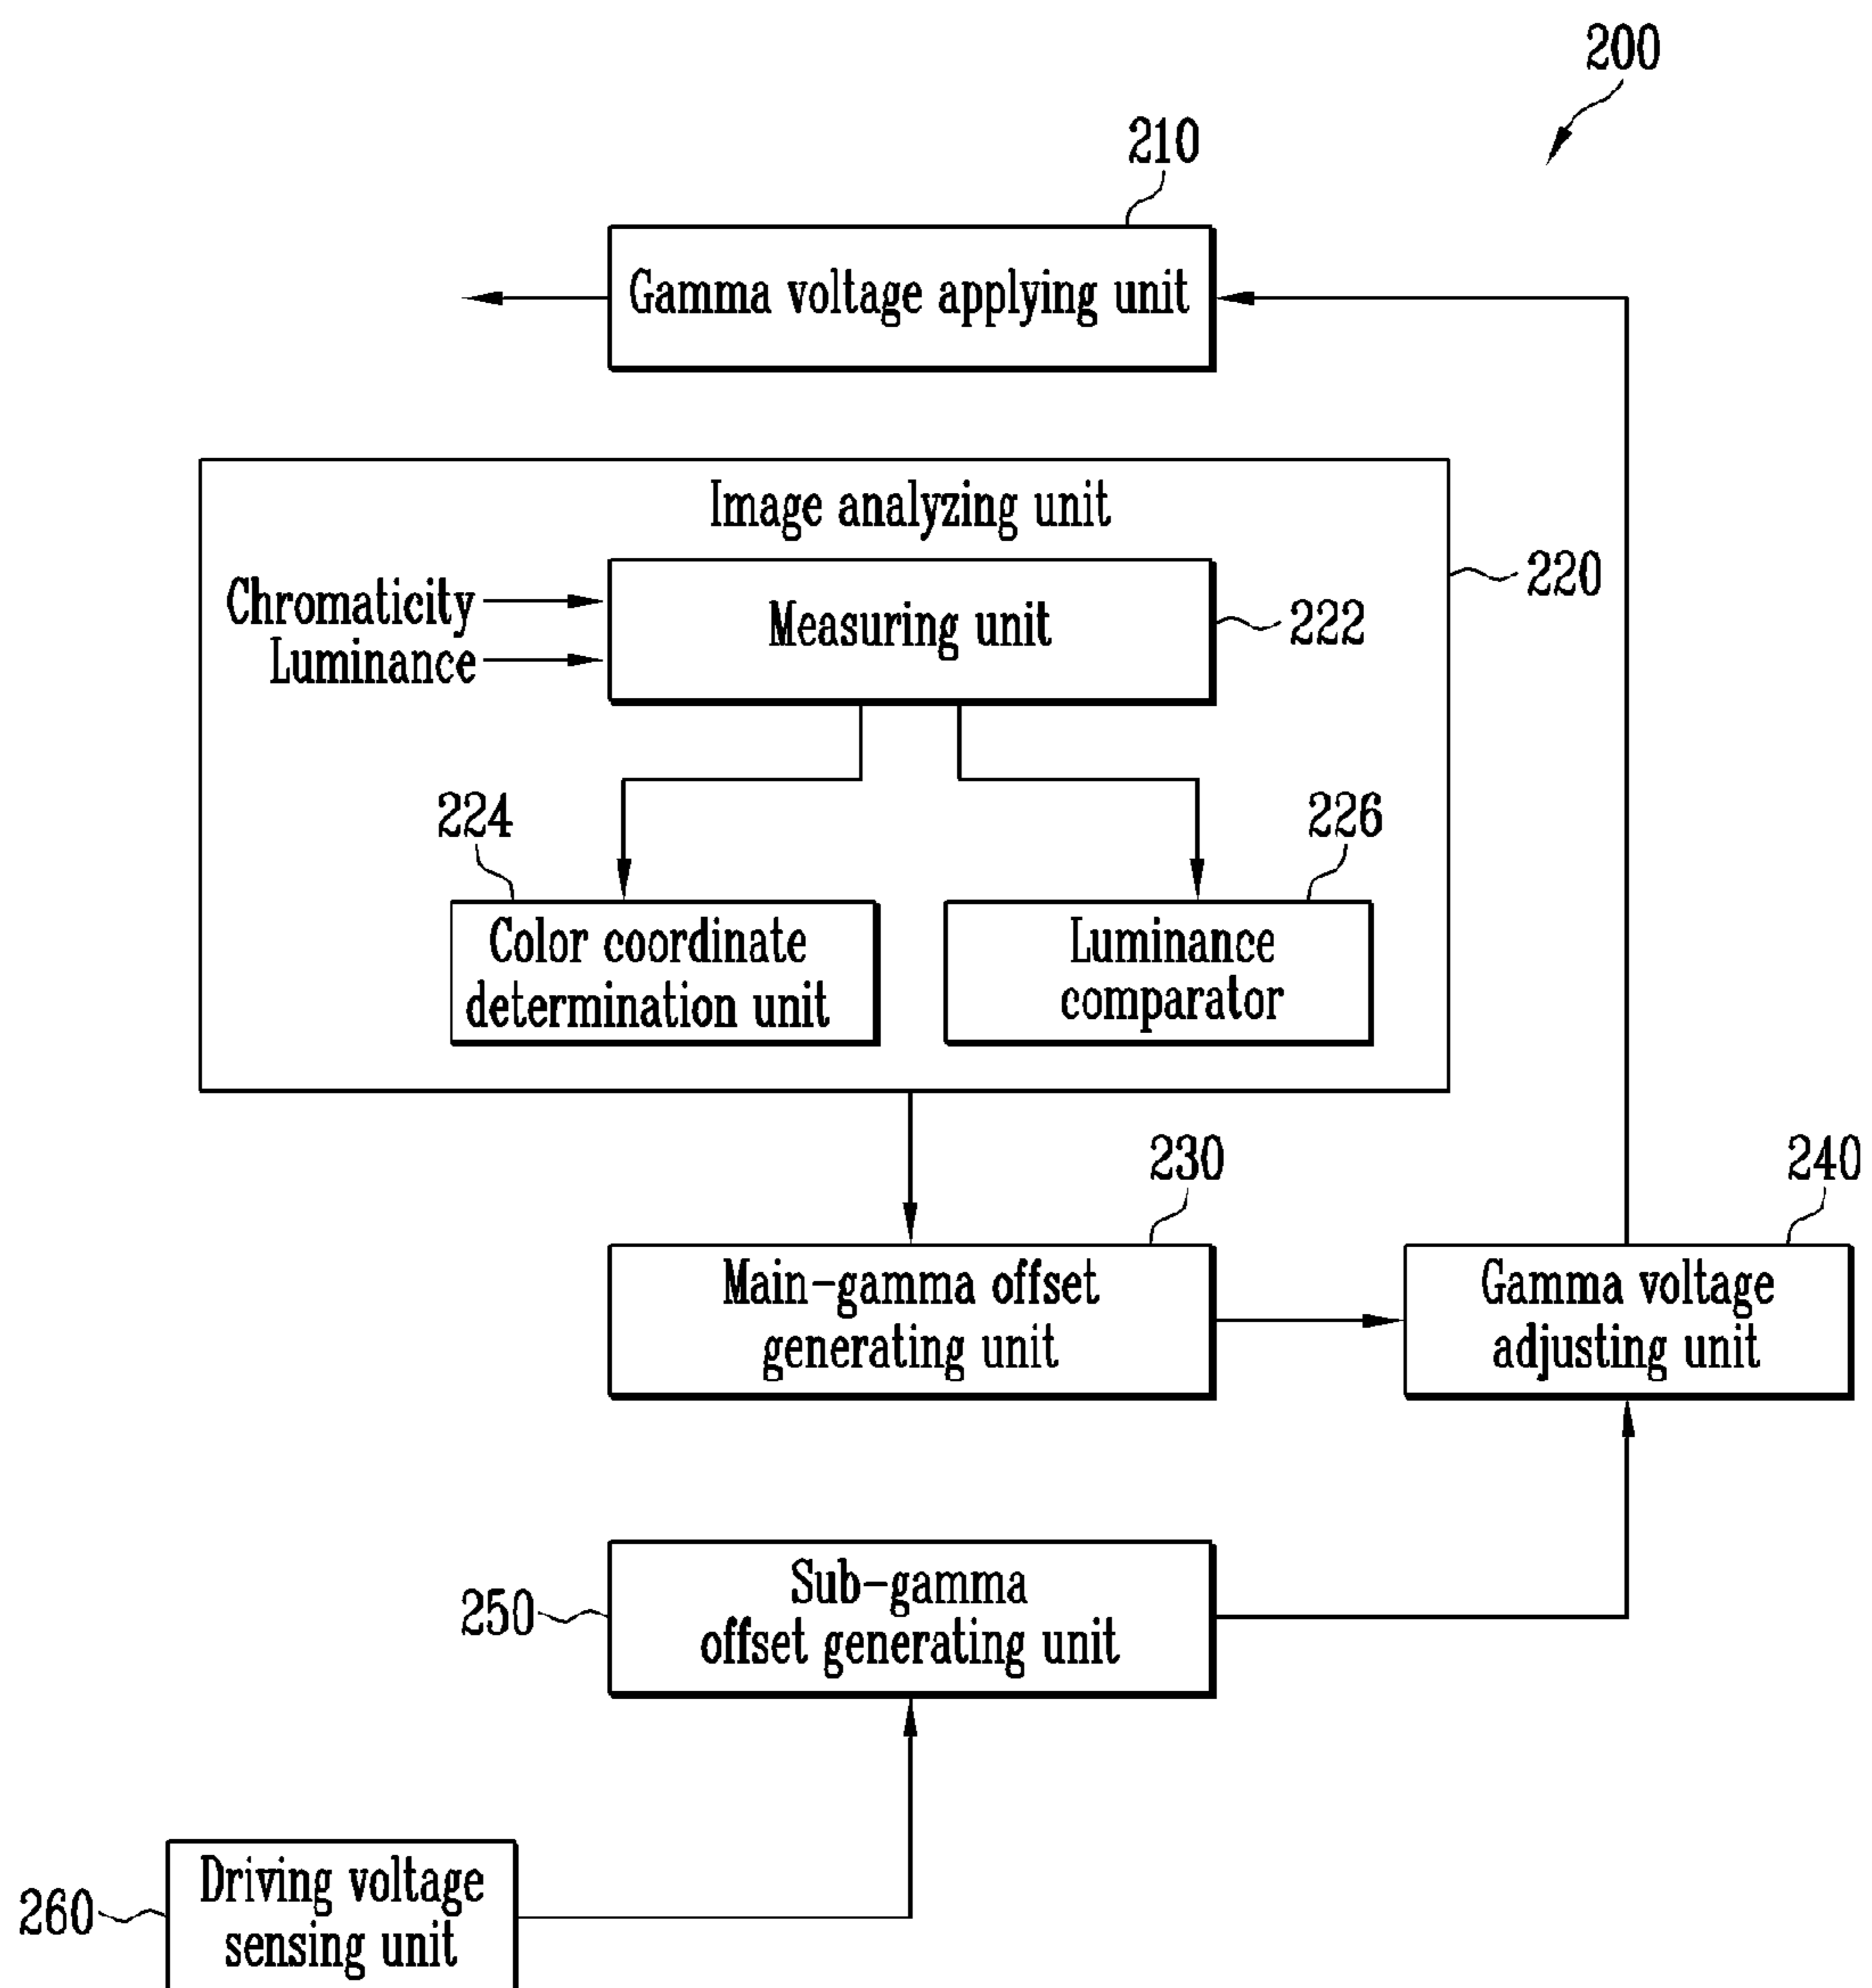 200
210
Gamma voltage applying unit
Image analyzing unit
220
Chromaticity
Luminance
Measuring unit
222
224
226
Color coordinate
determination unit
Luminance
comparator
230
240
Main-gamma offset
generating unit
Gamma voltage
adjusting unit
250
Sub-gamma
offset generating unit
260
Driving voltage
sensing unit